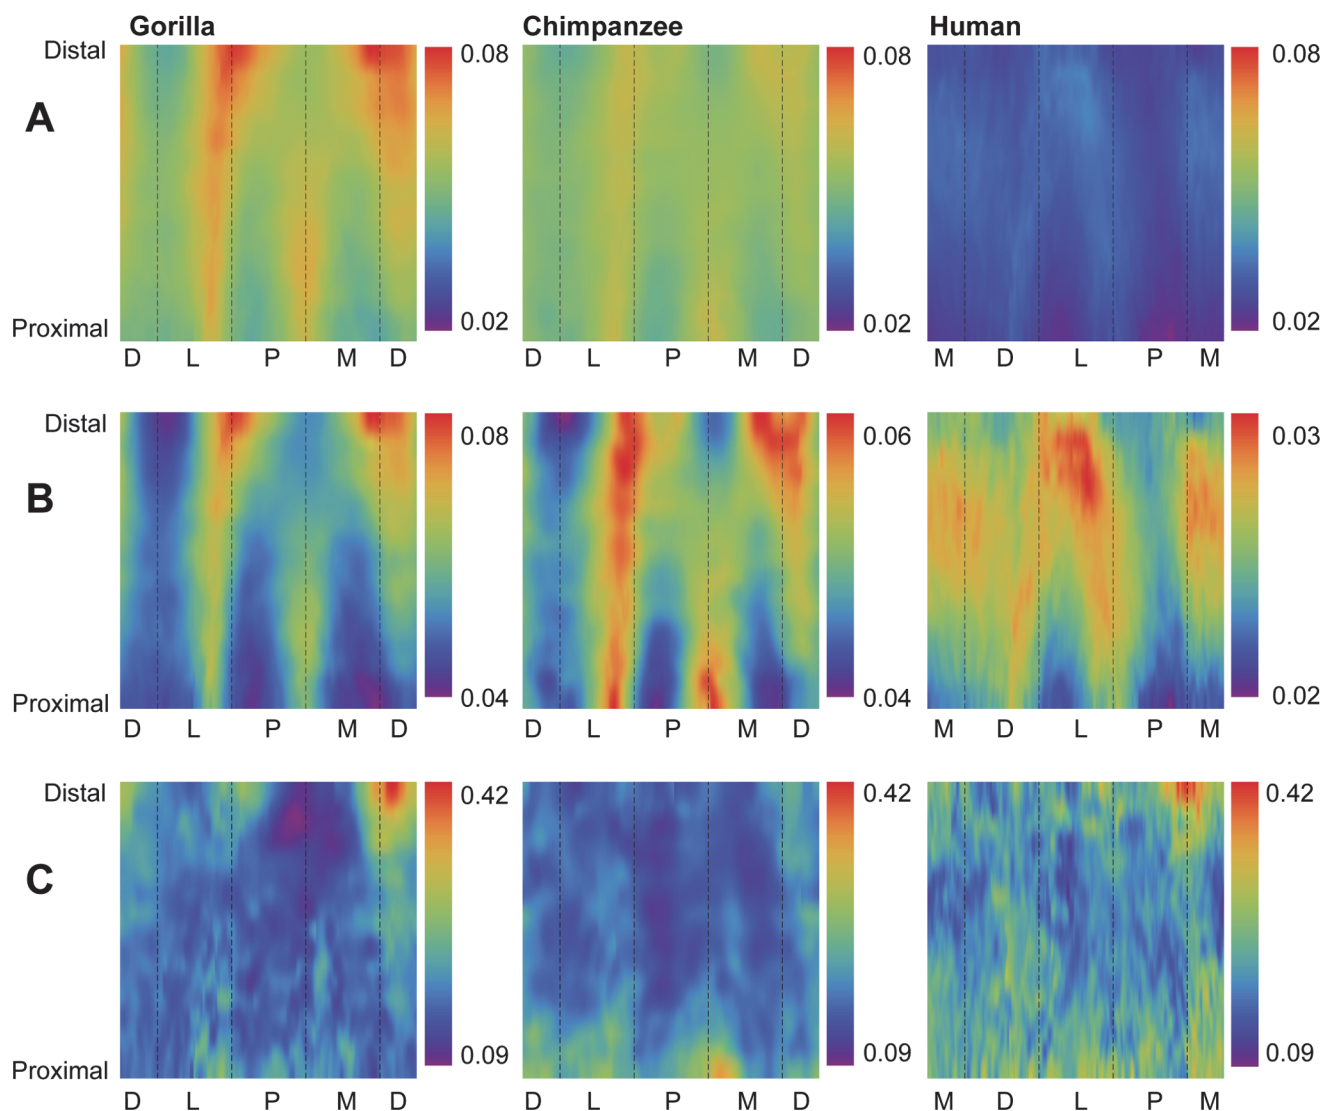 Gorilla Chimpanzee Human
Distal 0.08 0.08 0.08
A
Proximal 0.02 0.02 0.02
D L P M D D L P M D M D L P M
Distal 0.08 0.06 0.03
B
Proximal 0.04 0.04 0.02
D L P M D D L P M D M D L P M
Distal 0.42 0.42 0.42
C
Proximal 0.09 0.09 0.09
D L P M D D L P M D M D L P M